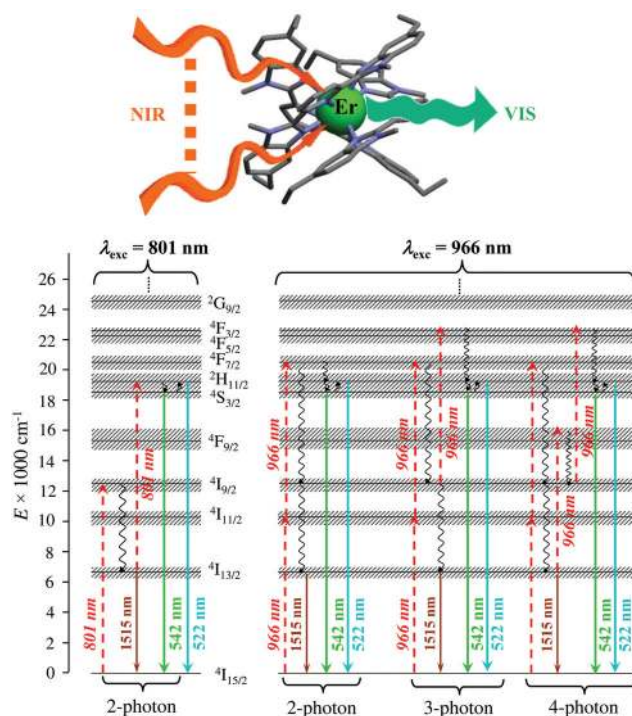 NIR
Er
VIS
λexc = 801 nm
λexc = 966 nm
E × 1000 cm⁻¹
26
24
22
20
18
16
14
12
10
8
6
4
2
0
²G9/2
⁴F3/2
⁴F5/2
⁴F7/2
²H11/2
⁴S3/2
⁴F9/2
⁴I9/2
⁴I11/2
⁴I13/2
⁴I15/2
801 nm
1515 nm
801 nm
542 nm
522 nm
966 nm
966 nm
1515 nm
542 nm
522 nm
966 nm
966 nm
966 nm
1515 nm
542 nm
522 nm
966 nm
966 nm
966 nm
1515 nm
542 nm
522 nm
2-photon
2-photon
3-photon
4-photon